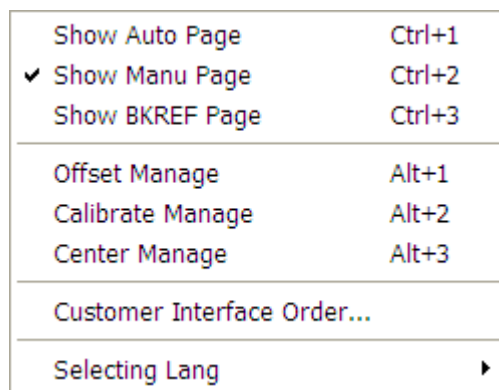 Show Auto Page Ctrl+1
Show Manu Page Ctrl+2
Show BKREF Page Ctrl+3
Offset Manage Alt+1
Calibrate Manage Alt+2
Center Manage Alt+3
Customer Interface Order...
Selecting Lang